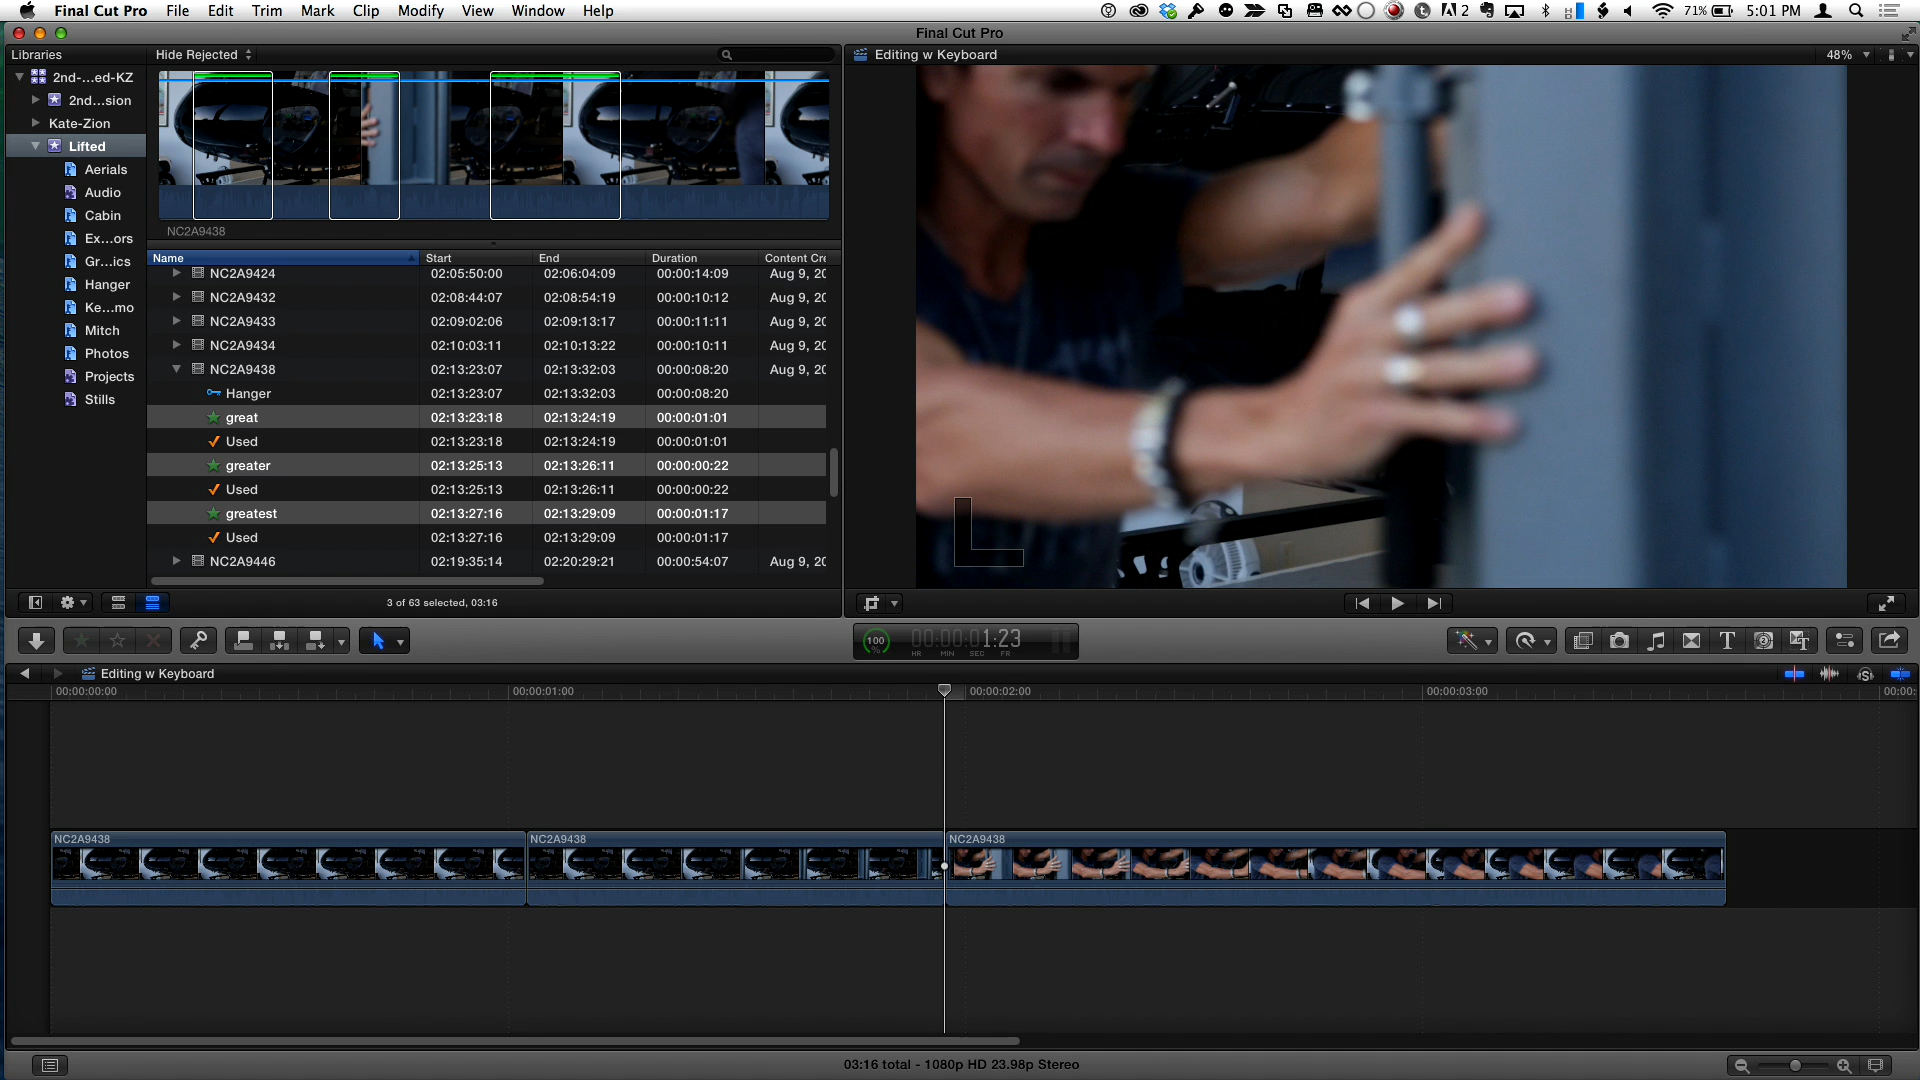 Final Cut Pro File Edit Trim Mark Clip Modify View Window Help
2 71% 5:01 PM
Final Cut Pro
Libraries Hide Rejected
Editing w Keyboard 48%
2nd-...ed-KZ
2nd...sion
Kate-Zion
Lifted
Aerials
Audio
Cabin
Ex...ors
Gr...ics
Hanger
Ke...mo
Mitch
Photos
Projects
Stills
NC2A9438
Name Start End Duration Content Cre
NC2A9424 02:05:50:00 02:06:04:09 00:00:14:09 Aug 9, 20
NC2A9432 02:08:44:07 02:08:54:19 00:00:10:12 Aug 9, 20
NC2A9433 02:09:02:06 02:09:13:17 00:00:11:11 Aug 9, 20
NC2A9434 02:10:03:11 02:10:13:22 00:00:10:11 Aug 9, 20
NC2A9438 02:13:23:07 02:13:32:03 00:00:08:20 Aug 9, 20
Hanger 02:13:23:07 02:13:32:03 00:00:08:20
great 02:13:23:18 02:13:24:19 00:00:01:01
Used 02:13:23:18 02:13:24:19 00:00:01:01
greater 02:13:25:13 02:13:26:11 00:00:00:22
Used 02:13:25:13 02:13:26:11 00:00:00:22
greatest 02:13:27:16 02:13:29:09 00:00:01:17
Used 02:13:27:16 02:13:29:09 00:00:01:17
NC2A9446 02:19:35:14 02:20:29:21 00:00:54:07 Aug 9, 20
3 of 63 selected, 03:16
100 % 00:00:01:23
HR MIN SEC FR
Editing w Keyboard
00:00:00:00 00:00:01:00 00:00:02:00 00:00:03:00 00:00:
NC2A9438 NC2A9438 NC2A9438
03:16 total - 1080p HD 23.98p Stereo